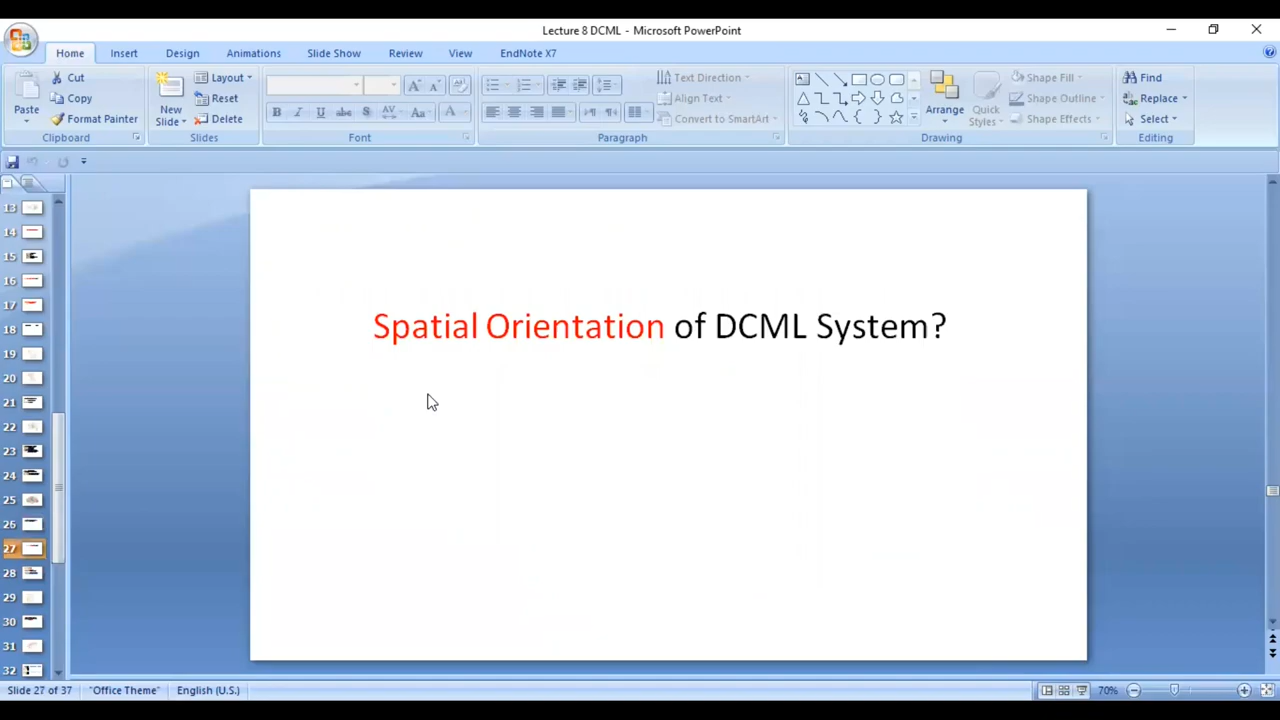 Lecture 8 DCML - Microsoft PowerPoint
Home Insert Design Animations Slide Show Review View EndNote X7
Paste
Cut
Copy
Format Painter
Clipboard
New Slide
Layout
Reset
Delete
Slides
B I U abc S AV Aa A
Font
Text Direction
Align Text
Convert to SmartArt
Paragraph
Arrange
Quick Styles
Shape Fill
Shape Outline
Shape Effects
Drawing
Find
Replace
Select
Editing
13
14
15
16
17
18
19
20
21
22
23
24
25
26
27
28
29
30
31
32
Spatial Orientation of DCML System?
Slide 27 of 37 "Office Theme" English (U.S.) 70%